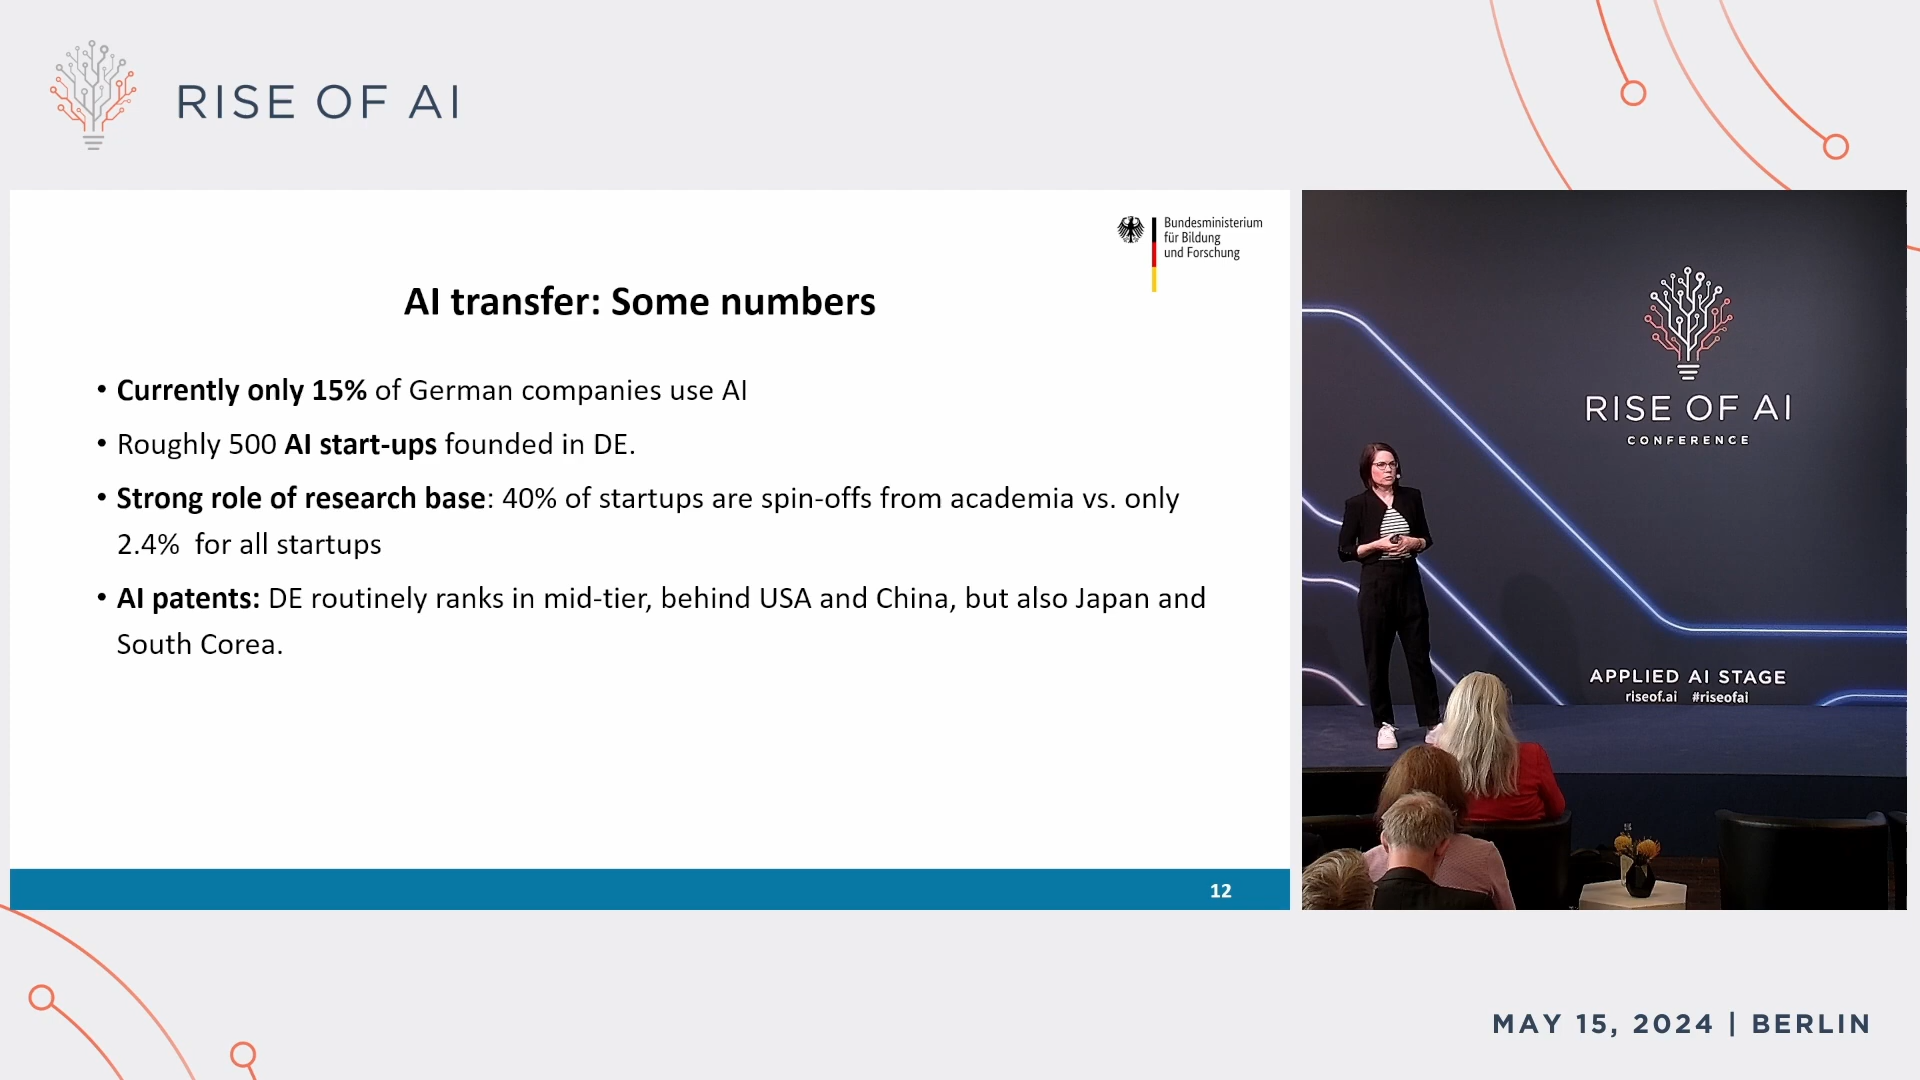 RISE OF AI
Bundesministerium
für Bildung
und Forschung
AI transfer: Some numbers
• Currently only 15% of German companies use AI
• Roughly 500 AI start-ups founded in DE.
• Strong role of research base: 40% of startups are spin-offs from academia vs. only
2.4% for all startups
• AI patents: DE routinely ranks in mid-tier, behind USA and China, but also Japan and
South Corea.
12
RISE OF AI
CONFERENCE
APPLIED AI STAGE
riseof.ai #riseofai
MAY 15, 2024 | BERLIN